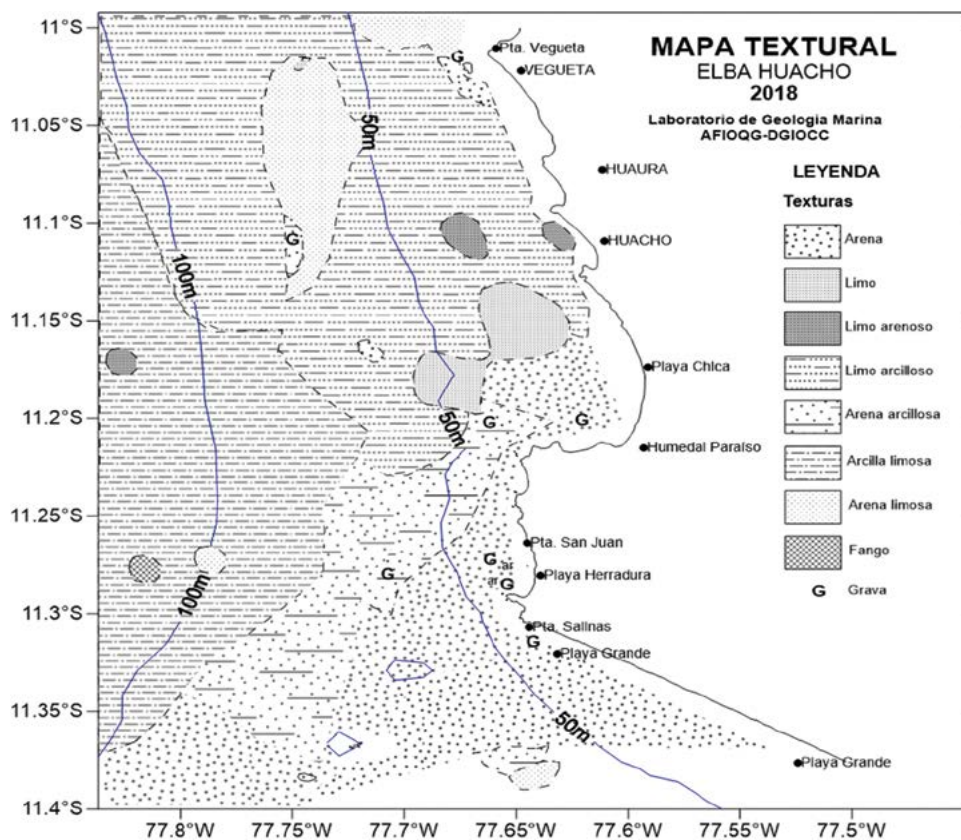 MAPA TEXTURAL
ELBA HUACHO
2018
Laboratorio de Geologia Marina
AFIOQG-DGIOCC
LEYENDA
Texturas
Arena
Limo
Limo arenoso
Limo arcilloso
Arena arcillosa
Arcilla limosa
Arena limosa
Fango
G Grava
11°S
11.05°S
11.1°S
11.15°S
11.2°S
11.25°S
11.3°S
11.35°S
11.4°S
77.8°W
77.75°W
77.7°W
77.65°W
77.6°W
77.55°W
77.5°W
Pta. Vegueta
VEGUETA
HUAURA
HUACHO
Playa Chica
Humedal Paraíso
Pta. San Juan
Playa Herradura
Pta. Salinas
Playa Grande
Playa Grande
50m
100m
50m
100m
50m
G
G
G
G
G
G
ar
ar
G
G